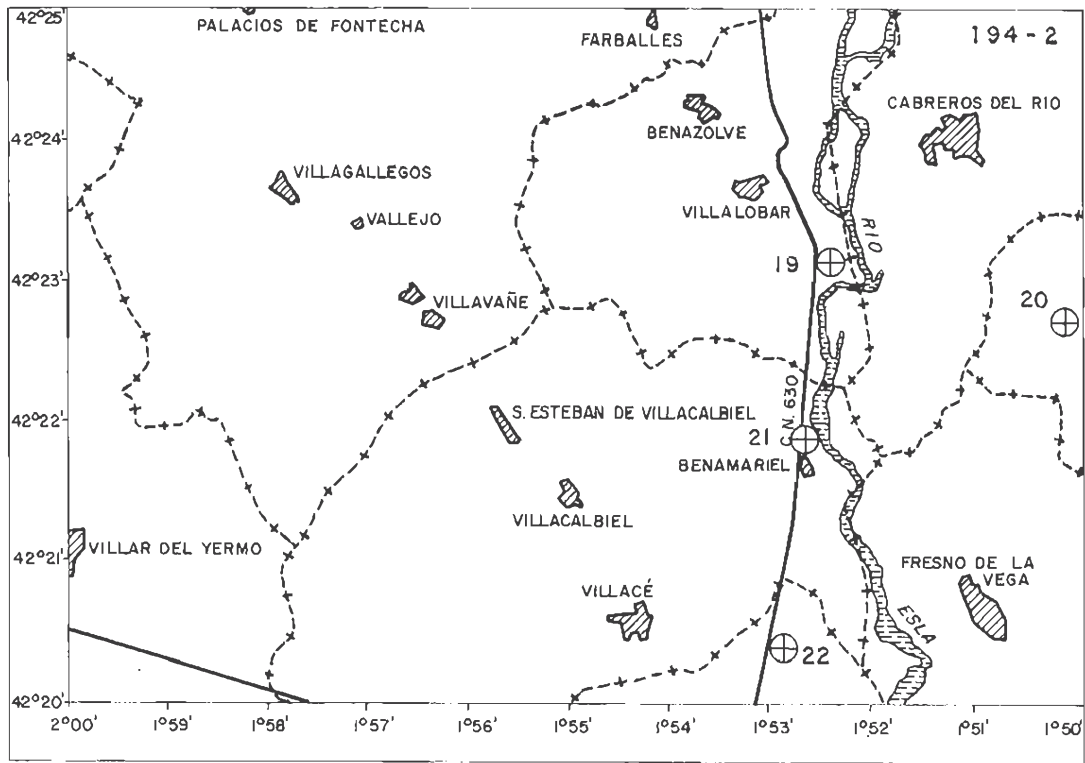 42°25'
PALACIOS DE FONTECHA
FARBALLES
194-2
CABREROS DEL RIO
42°24'
BENAZOLVE
VILLAGALLEGOS
VALLEJO
VILLALOBAR
RIO
42°23'
19
20
VILLAVAÑE
C.N. 630
42°22'
S. ESTEBAN DE VILLACALBIEL
21
BENAMARIEL
VILLACALBIEL
42°21'
VILLAR DEL YERMO
FRESNO DE LA
VEGA
VILLACÉ
ESLA
22
42°20'
2°00'
1°59'
1°58'
1°57'
1°56'
1°55'
1°54'
1°53'
1°52'
1°51'
1°50'